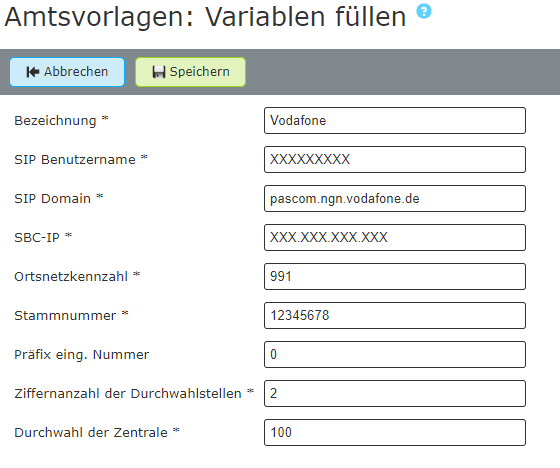 Amtsvorlagen: Variablen füllen ?
Abbrechen Speichern
Bezeichnung * Vodafone
SIP Benutzername * XXXXXXXXX
SIP Domain * pascom.ngn.vodafone.de
SBC-IP * XXX.XXX.XXX.XXX
Ortsnetzkennzahl * 991
Stammnummer * 12345678
Präfix eing. Nummer 0
Ziffernanzahl der Durchwahlstellen * 2
Durchwahl der Zentrale * 100